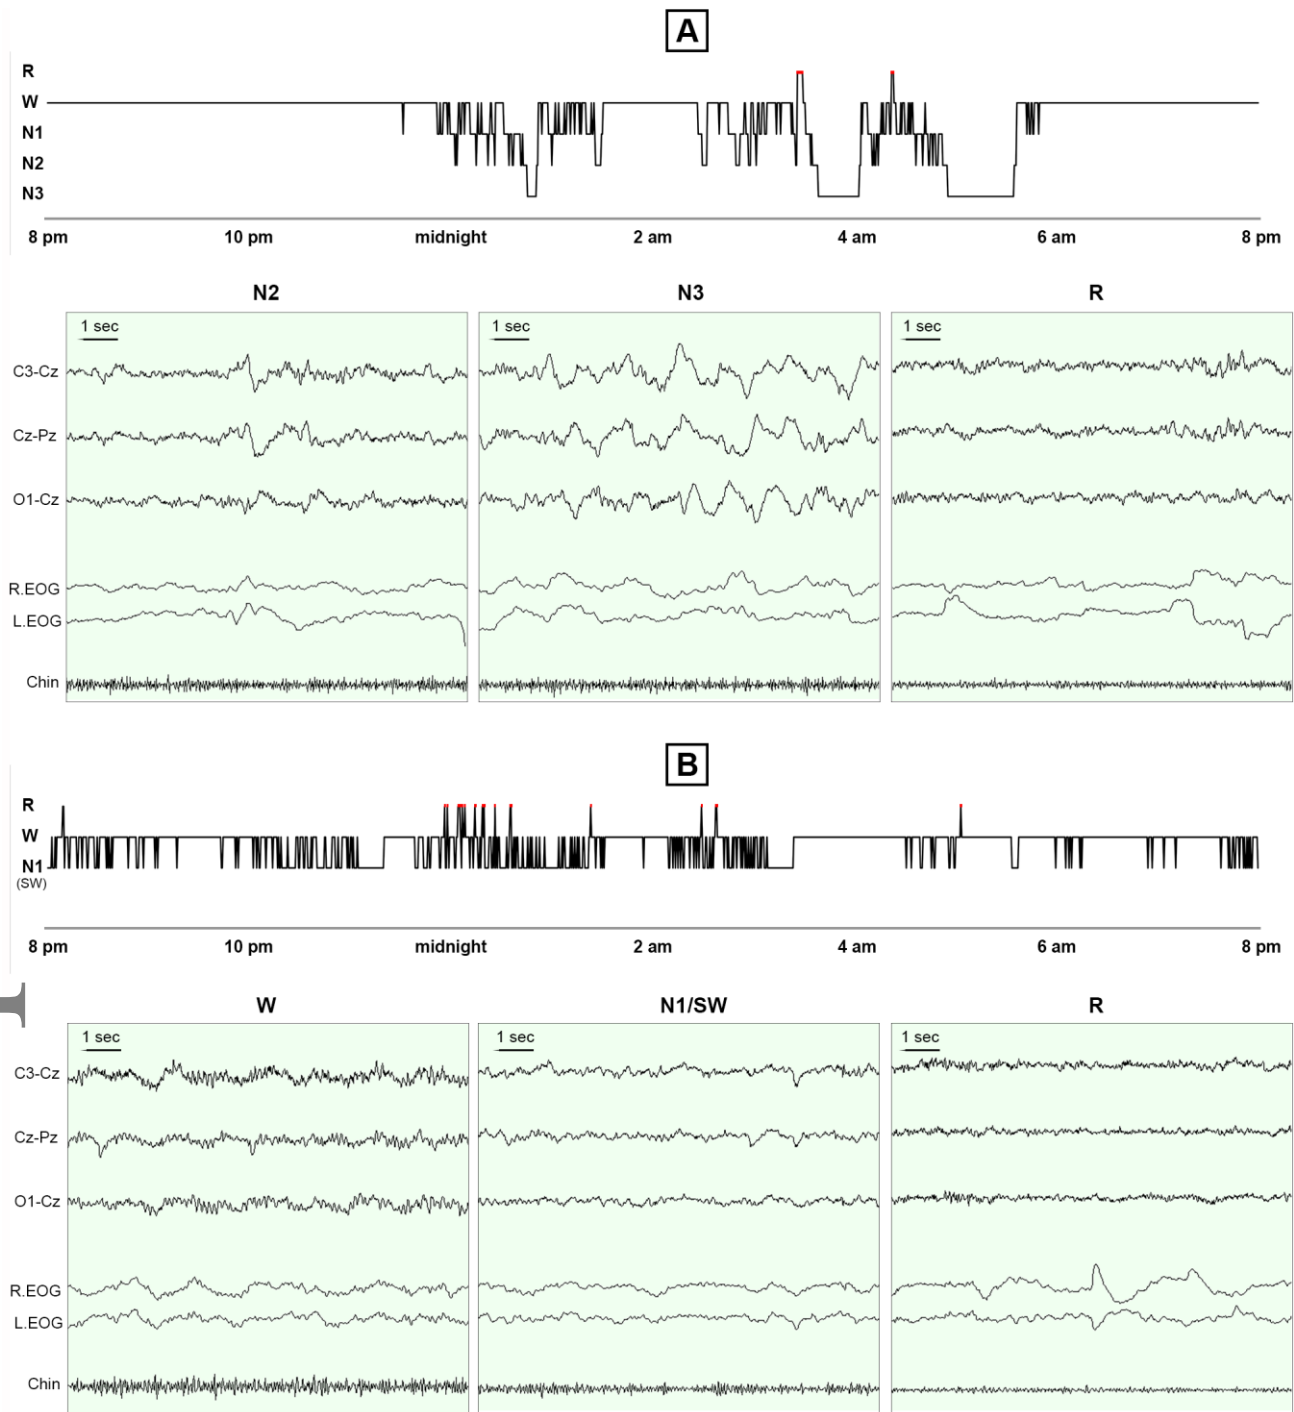 A
R
W
N1
N2
N3
8 pm 10 pm midnight 2 am 4 am 6 am 8 pm
N2 N3 R
1 sec 1 sec 1 sec
C3-Cz
Cz-Pz
O1-Cz
R.EOG
L.EOG
Chin
B
R
W
N1
(SW)
8 pm 10 pm midnight 2 am 4 am 6 am 8 pm
W N1/SW R
1 sec 1 sec 1 sec
C3-Cz
Cz-Pz
O1-Cz
R.EOG
L.EOG
Chin